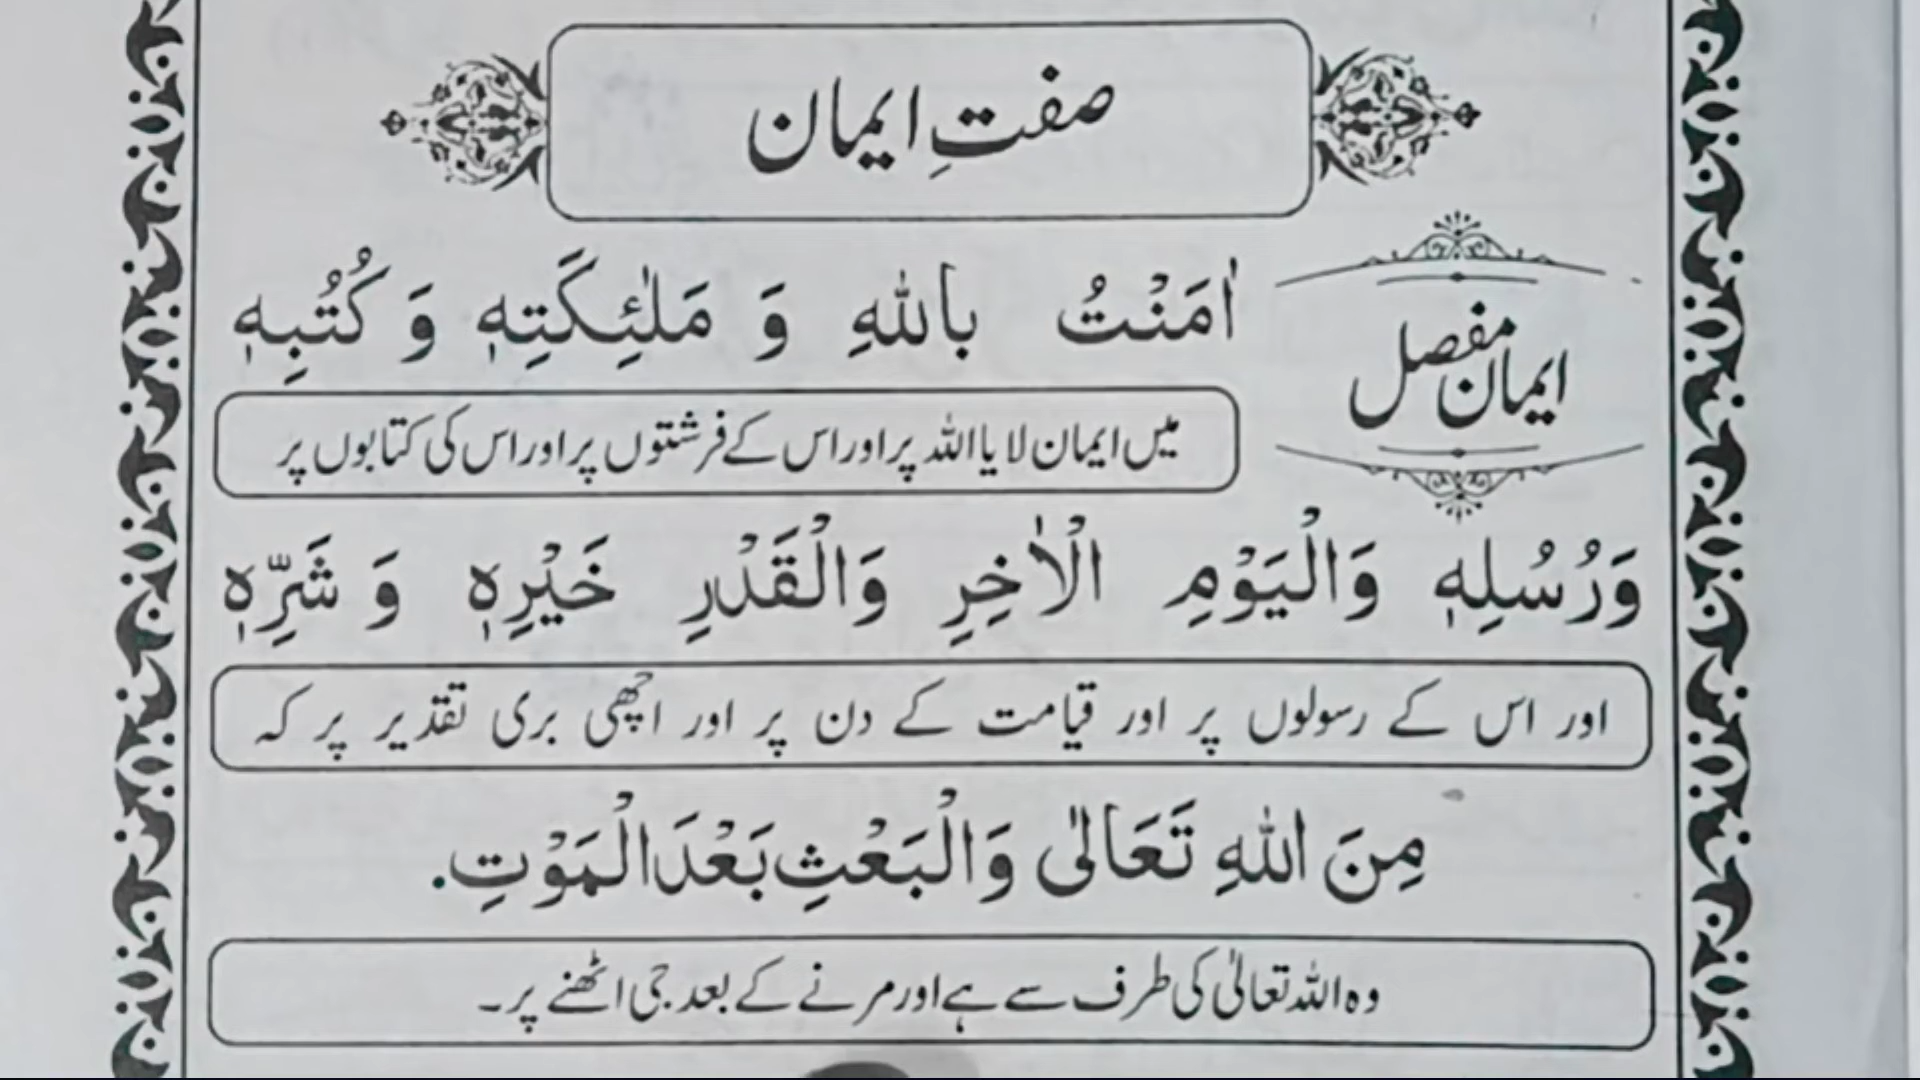 صفتِ ایمان
ایمان مفصل
اٰمَنْتُ بِاللهِ وَ مَلٰئِكَتِهٖ وَ كُتُبِهٖ
میں ایمان لایا اللہ پر اور اس کے فرشتوں پر اور اس کی کتابوں پر
وَرُسُلِهٖ وَالْيَوْمِ الْاٰخِرِ وَالْقَدْرِ خَيْرِهٖ وَ شَرِّهٖ
اور اس کے رسولوں پر اور قیامت کے دن پر اور اچھی بری تقدیر پر کہ
مِنَ اللهِ تَعَالٰى وَالْبَعْثِ بَعْدَ الْمَوْتِ.
وہ اللہ تعالیٰ کی طرف سے ہے اور مرنے کے بعد جی اٹھنے پر۔